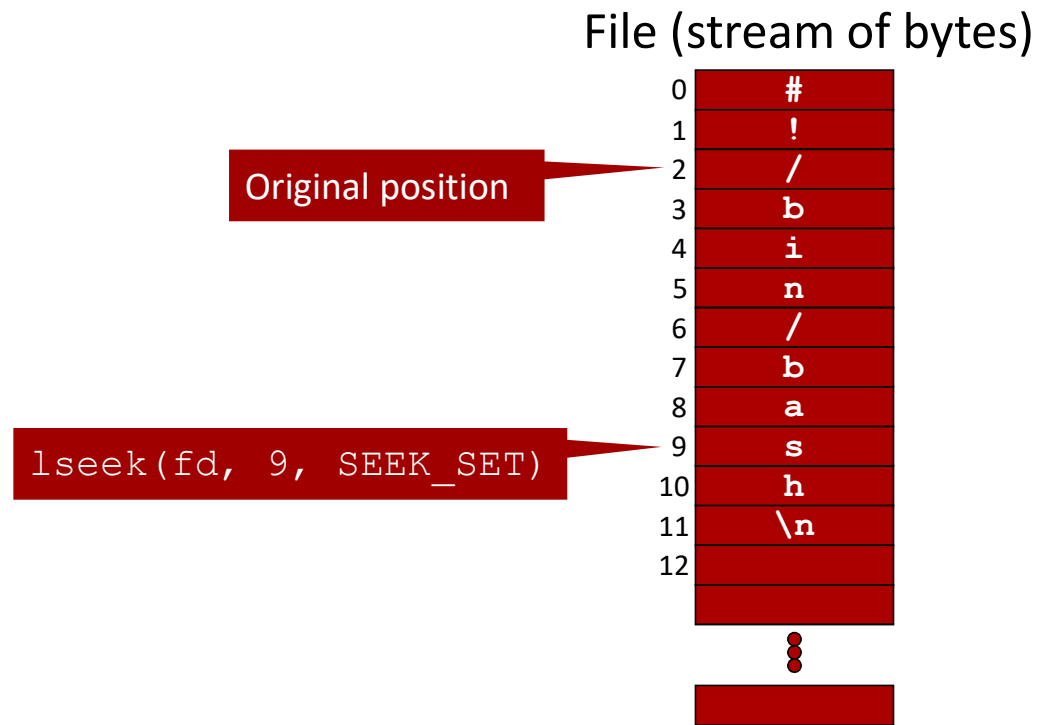 File (stream of bytes)
0 #
1 !
Original position 2 /
3 b
4 i
5 n
6 /
7 b
8 a
lseek(fd, 9, SEEK_SET) 9 s
10 h
11 \n
12